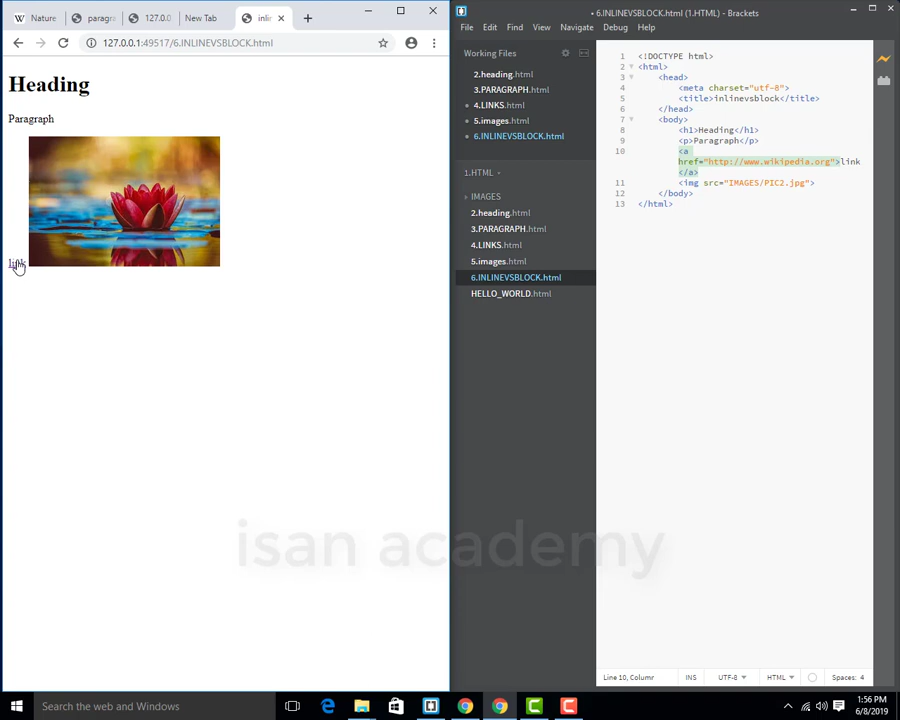 Nature
paragr
127.0.0
New Tab
inlin
127.0.0.1:49517/6.INLINEVSBLOCK.html
Heading
Paragraph
link
• 6.INLINEVSBLOCK.html (1.HTML) - Brackets
File Edit Find View Navigate Debug Help
Working Files
2.heading.html
3.PARAGRAPH.html
4.LINKS.html
5.images.html
6.INLINEVSBLOCK.html
1.HTML
IMAGES
2.heading.html
3.PARAGRAPH.html
4.LINKS.html
5.images.html
6.INLINEVSBLOCK.html
HELLO_WORLD.html
1 <!DOCTYPE html>
2 <html>
3 <head>
4 <meta charset="utf-8">
5 <title>inlinevsblock</title>
6 </head>
7 <body>
8 <h1>Heading</h1>
9 <p>Paragraph</p>
10 <a
href="http://www.wikipedia.org">link
</a>
11 <img src="IMAGES/PIC2.jpg">
12 </body>
13 </html>
isan academy
Line 10, Column INS UTF-8 HTML Spaces: 4
Search the web and Windows
1:56 PM
6/8/2019